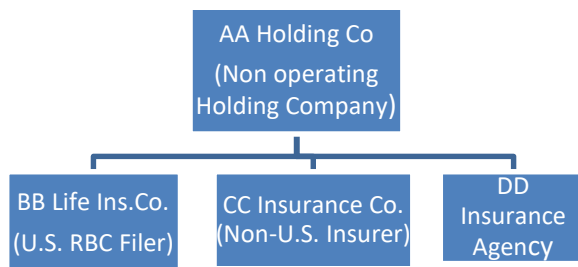 AA Holding Co
(Non operating
Holding Company)
BB Life Ins.Co.
(U.S. RBC Filer)
CC Insurance Co.
(Non-U.S. Insurer)
DD
Insurance
Agency